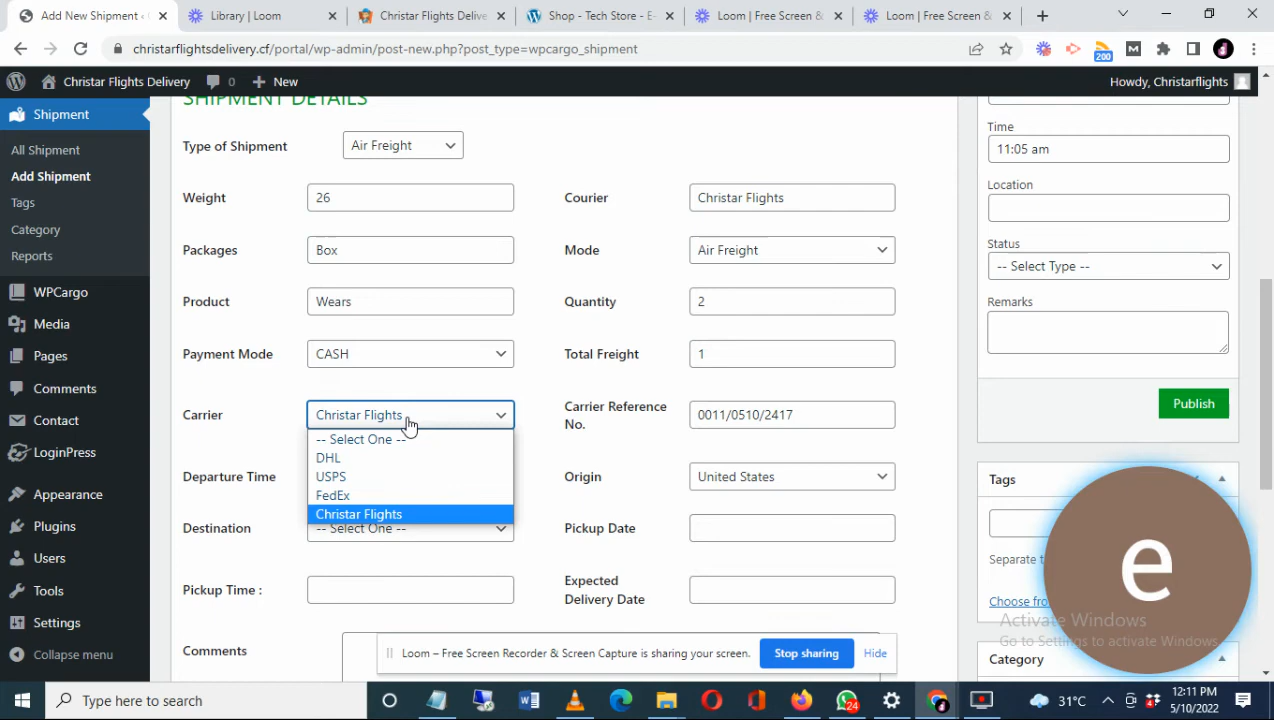 Add New Shipment
Library | Loom
Christar Flights Delive
Shop - Tech Store - E-
Loom | Free Screen &
Loom | Free Screen &
christarflightsdelivery.cf/portal/wp-admin/post-new.php?post_type=wpcargo_shipment
200
M
Christar Flights Delivery
0
New
Howdy, Christarflights
Shipment
All Shipment
Add Shipment
Tags
Category
Reports
WPCargo
Media
Pages
Comments
Contact
LoginPress
Appearance
Plugins
Users
Tools
Settings
Collapse menu
SHIPMENT DETAILS
Type of Shipment
Air Freight
Weight
26
Courier
Christar Flights
Packages
Box
Mode
Air Freight
Product
Wears
Quantity
2
Payment Mode
CASH
Total Freight
1
Carrier
Christar Flights
Carrier Reference
No.
0011/0510/2417
-- Select One --
DHL
USPS
FedEx
Christar Flights
Departure Time
Origin
United States
Destination
-- Select One --
Pickup Date
Pickup Time :
Expected
Delivery Date
Comments
Time
11:05 am
Location
Status
-- Select Type --
Remarks
Publish
Tags
Separate t
Choose fro
Category
e
Activate Windows
Go to Settings to activate Windows
Loom – Free Screen Recorder & Screen Capture is sharing your screen.
Stop sharing
Hide
Type here to search
24
31°C
12:11 PM
5/10/2022